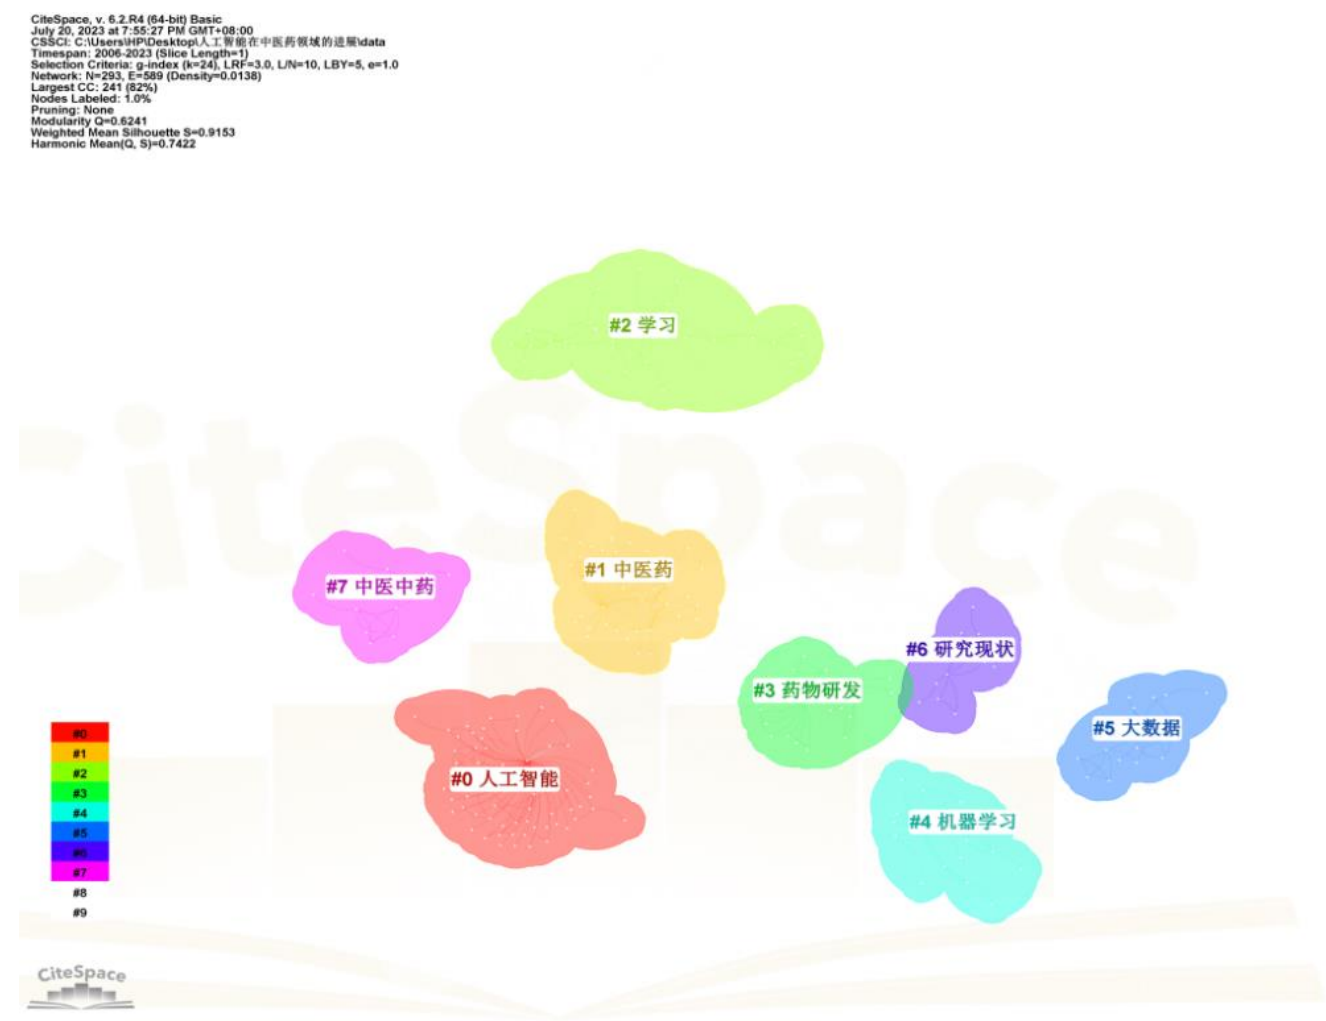 CiteSpace, v. 6.2.R4 (64-bit) Basic
July 20, 2023 at 7:55:27 PM GMT+08:00
CSSCI: C:\Users\HP\Desktop\人工智能在中医药领域的进展\data
Timespan: 2006-2023 (Slice Length=1)
Selection Criteria: g-index (k=24), LRF=3.0, L/N=10, LBY=5, e=1.0
Network: N=293, E=589 (Density=0.0138)
Largest CC: 241 (82%)
Nodes Labeled: 1.0%
Pruning: None
Modularity Q=0.6241
Weighted Mean Silhouette S=0.9153
Harmonic Mean(Q, S)=0.7422
#2 学习
CiteSpace
#1 中医药
#7 中医中药
#6 研究现状
#3 药物研发
#5 大数据
#0 人工智能
#4 机器学习
#0
#1
#2
#3
#4
#5
#6
#7
#8
#9
CiteSpace